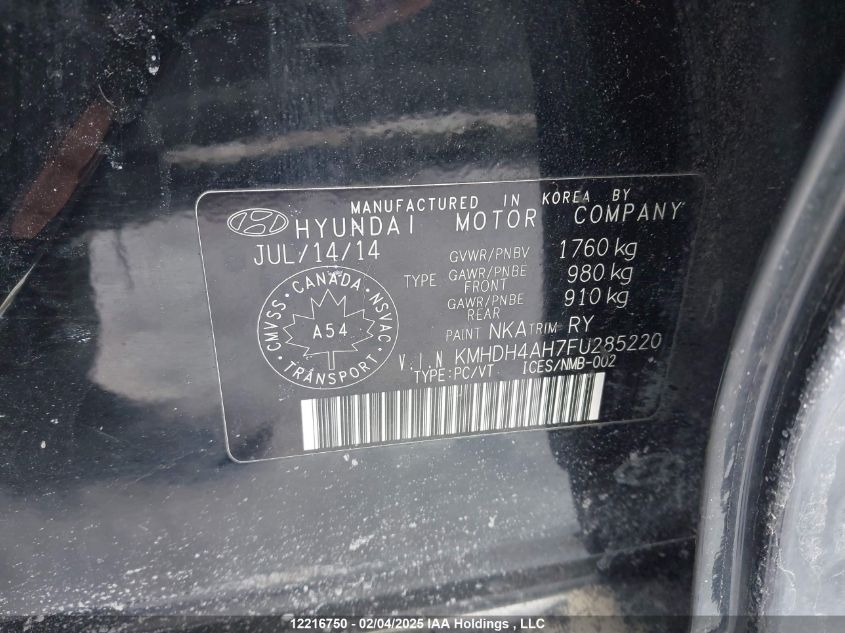 MANUFACTURED IN KOREA BY
HYUNDAI MOTOR COMPANY
JUL/14/14
GVWR/PNBV 1760 kg
TYPE GAWR/PNBE FRONT 980 kg
GAWR/PNBE REAR 910 kg
CMVSS · CANADA · NSVAC
A54
· TRANSPORT ·
PAINT NKA TRIM RY
V.I.N KMHDH4AH7FU285220
TYPE:PC/VT ICES/NMB-002
12216750 - 02/04/2025 IAA Holdings , LLC